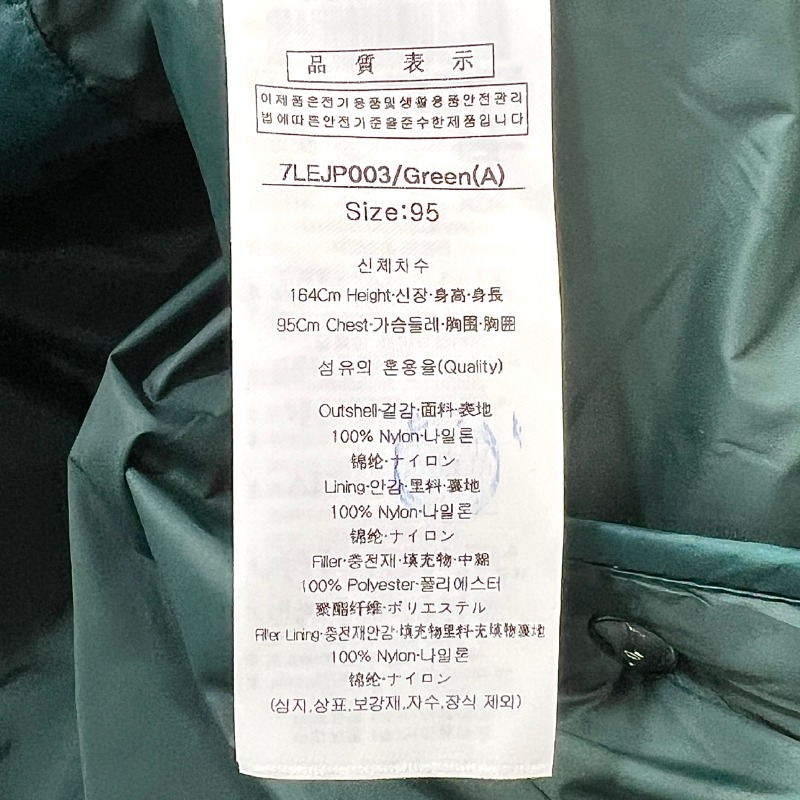 品質表示
이제품은전기용품및생활용품안전관리
법에따른안전기준을준수한제품입니다
7LEJP003/Green(A)
Size:95
신체치수
164Cm Height·신장·身高·身長
95Cm Chest·가슴둘레·胸围·胸囲
섬유의 혼용율(Quality)
Outshell·겉감·面料·表地
100% Nylon·나일론
锦纶·ナイロン
Lining·안감·里料·裏地
100% Nylon·나일론
锦纶·ナイロン
Filler·충전재·填充物·中綿
100% Polyester·폴리에스터
聚酯纤维·ポリエステル
Filler Lining·충전재안감·填充物里料·充填物裏地
100% Nylon·나일론
锦纶·ナイロン
(심지,상표,보강재,자수,장식 제외)